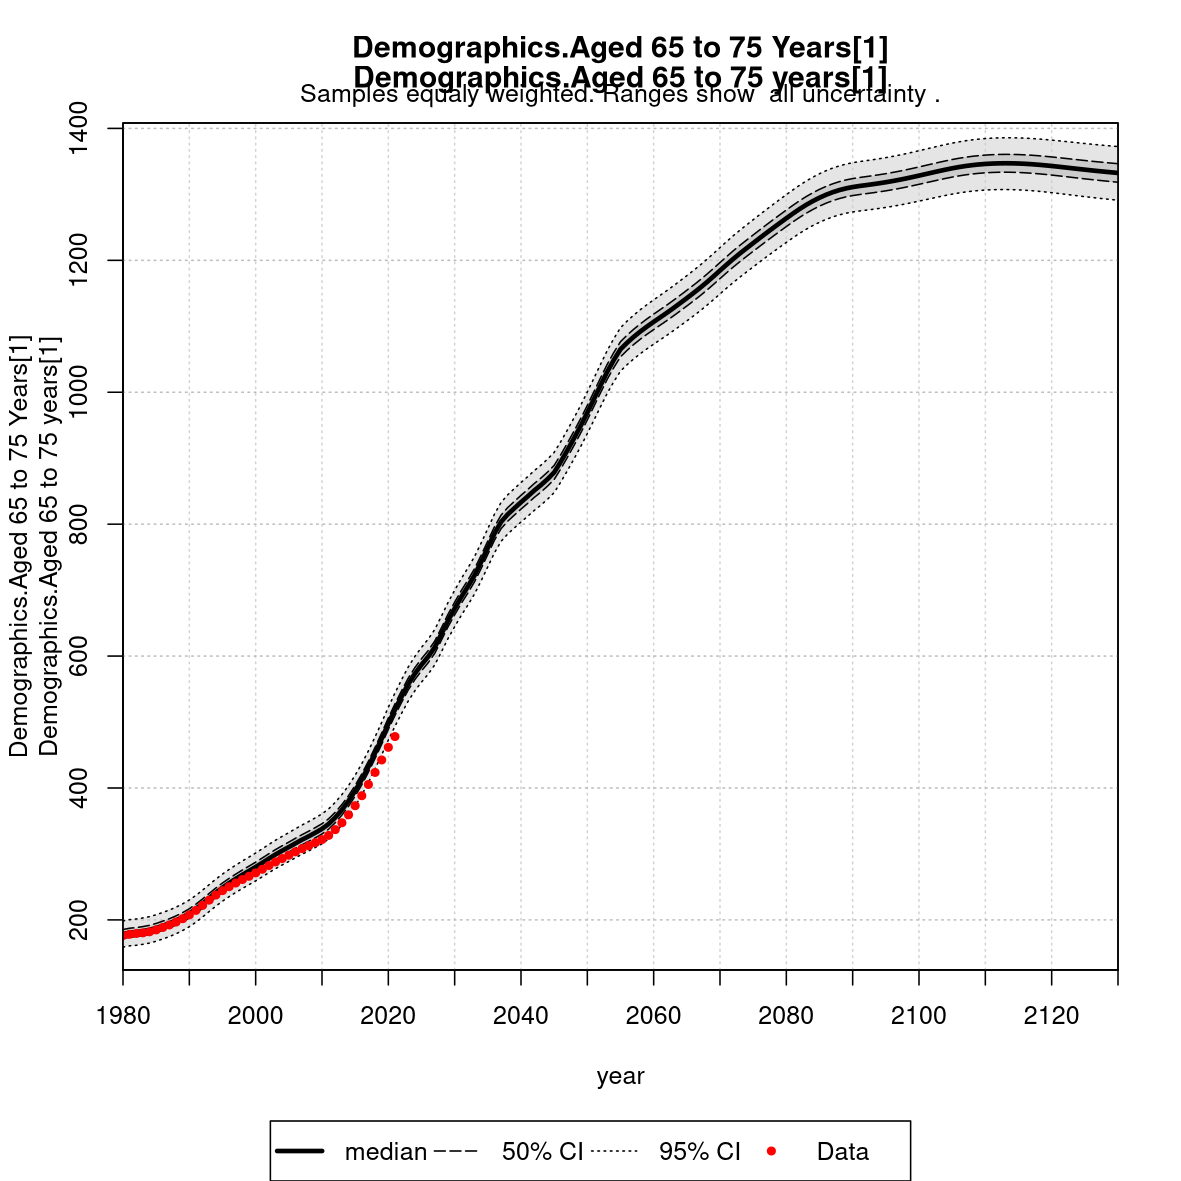 Demographics.Aged 65 to 75 Years[1]
Demographics.Aged 65 to 75 years[1]
Samples equaly weighted. Ranges show  all uncertainty .
Demographics.Aged 65 to 75 Years[1]
Demographics.Aged 65 to 75 years[1]
1400
1200
1000
800
600
400
200
1980 2000 2020 2040 2060 2080 2100 2120
year
median 50% CI 95% CI Data